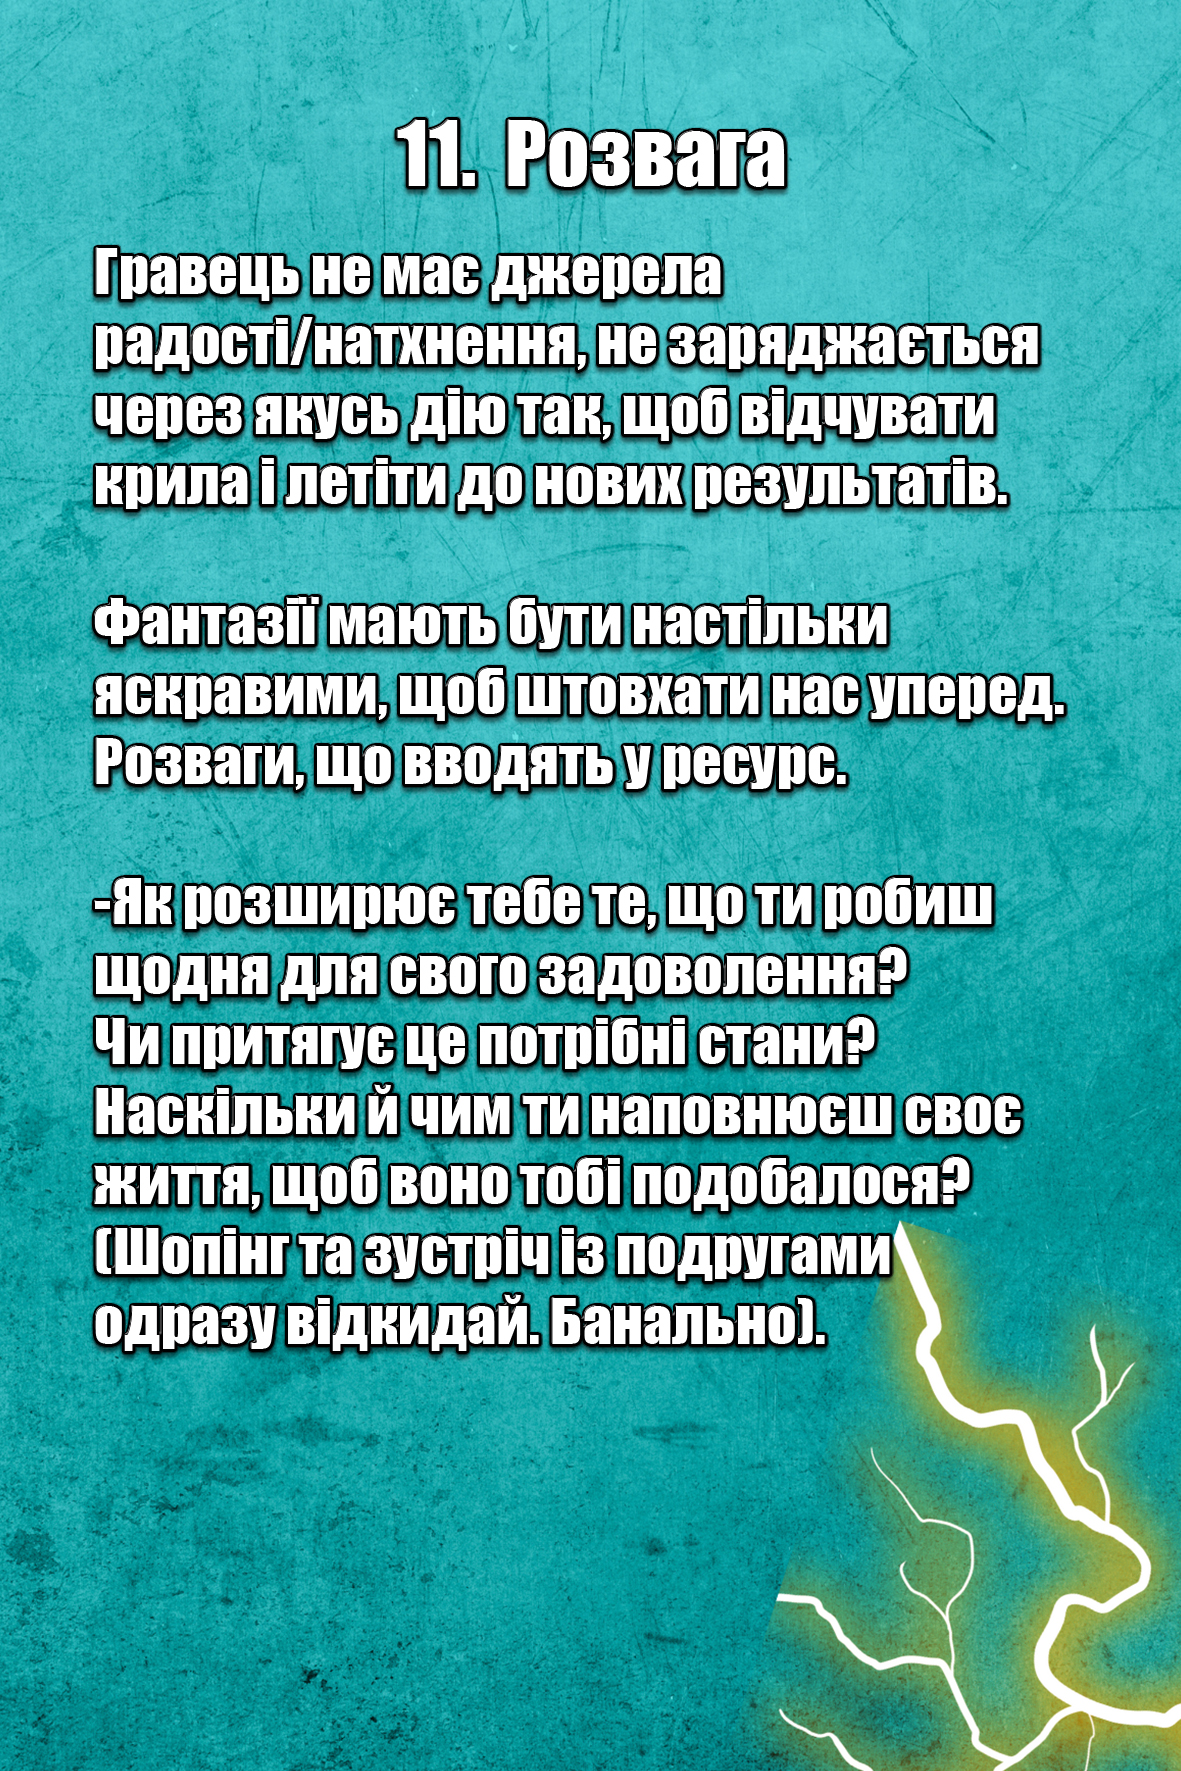 11. Розвага
Гравець не має джерела
радості/натхнення, не заряджається
через якусь дію так, щоб відчувати
крила і летіти до нових результатів.
Фантазії мають бути настільки
яскравими, щоб штовхати нас уперед.
Розваги, що вводять у ресурс.
-Як розширює тебе те, що ти робиш
щодня для свого задоволення?
Чи притягує це потрібні стани?
Наскільки й чим ти наповнюєш своє
життя, щоб воно тобі подобалося?
(Шопінг та зустріч із подругами
одразу відкидай. Банально).